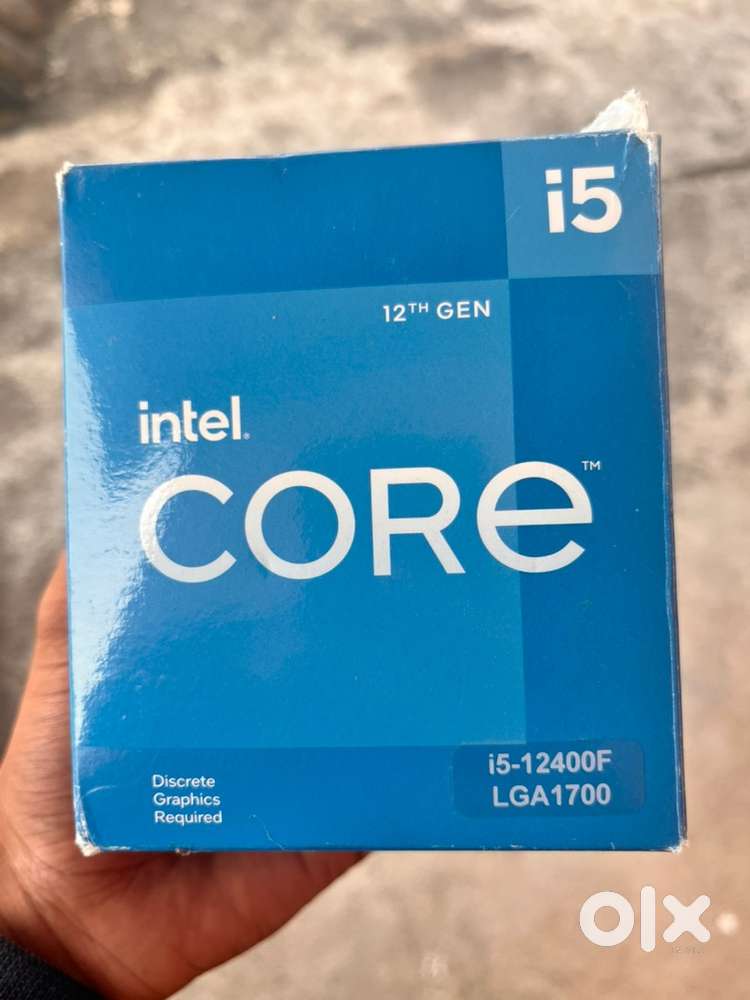 i5
12TH GEN
intel.
CORe™
Discrete
Graphics
Required
i5-12400F
LGA1700
olx